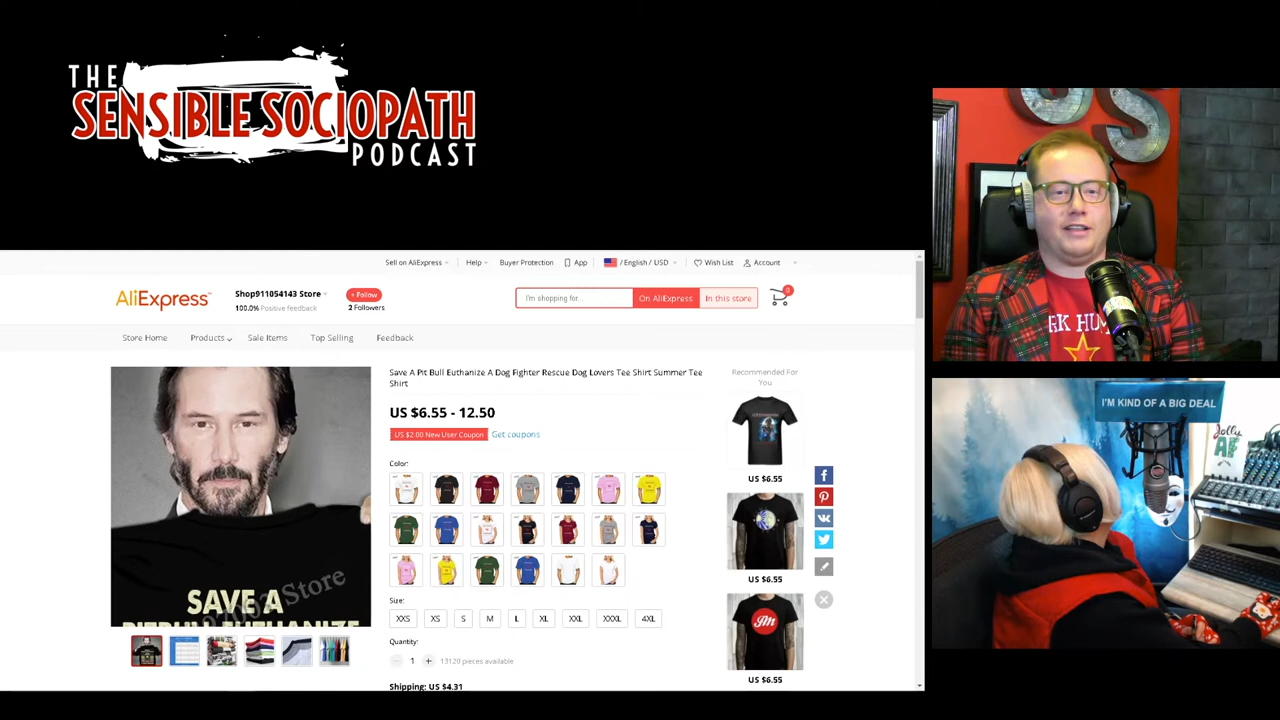 THE
SENSIBLE SOCIOPATH
PODCAST
Sell on AliExpress
Help
Buyer Protection
App
/ English / USD
Wish List
Account
AliExpress
Shop911054143 Store
100.0% Positive feedback
+ Follow
2 Followers
I'm shopping for...
On AliExpress
In this store
0
Store Home
Products
Sale Items
Top Selling
Feedback
Save A Pit Bull Euthanize A Dog Fighter Rescue Dog Lovers Tee Shirt Summer Tee
Shirt
US $6.55 - 12.50
US $2.00 New User Coupon
Get coupons
Color:
Size:
XXS
XS
S
M
L
XL
XXL
XXXL
4XL
Quantity:
1
13120 pieces available
Shipping: US $4.31
SAVE A
Store
Recommended For
You
US $6.55
US $6.55
US $6.55
US
I'M KIND OF A BIG DEAL
Jolly
AF